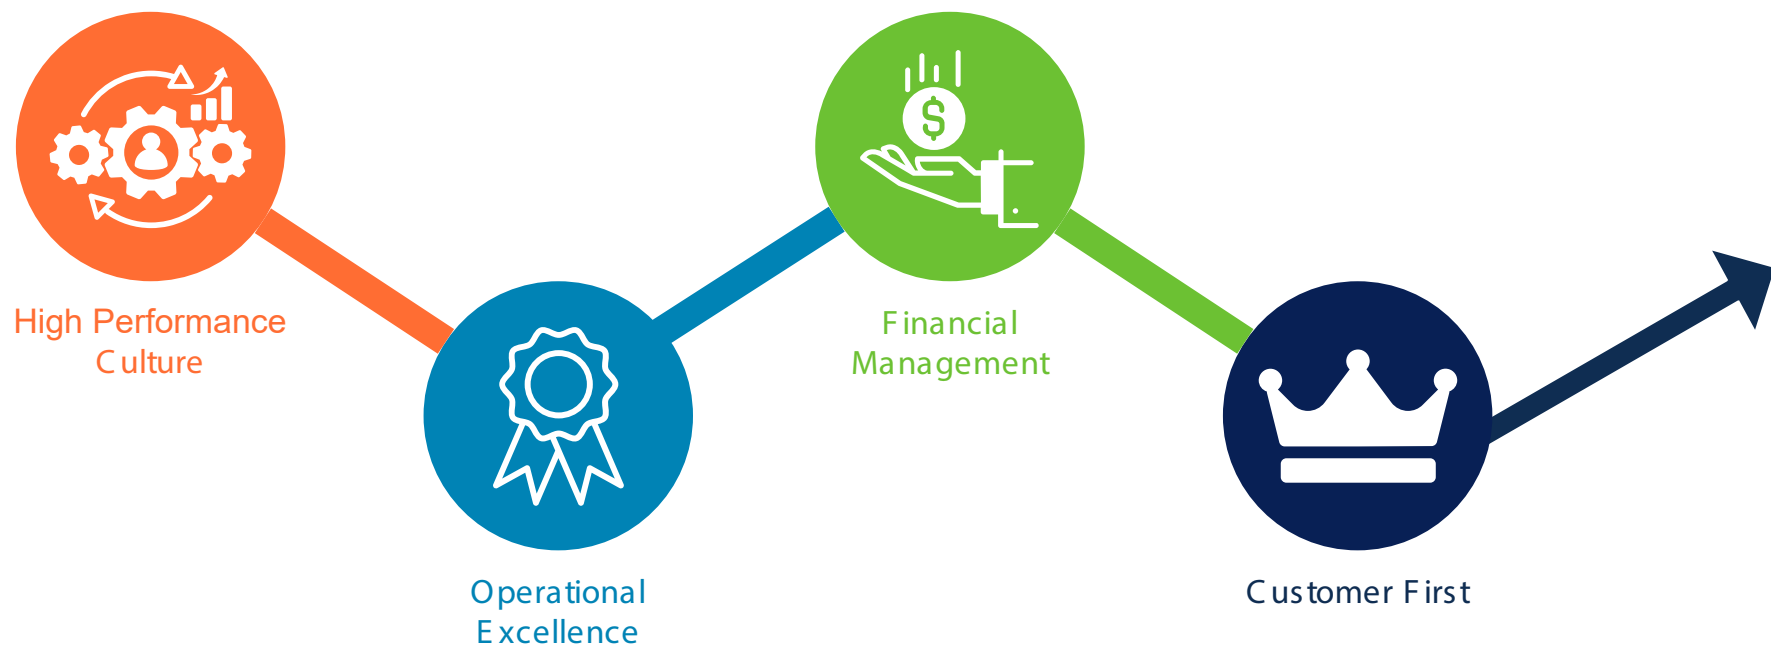 High Performance
Culture
Operational
Excellence
$
Financial
Management
Customer First